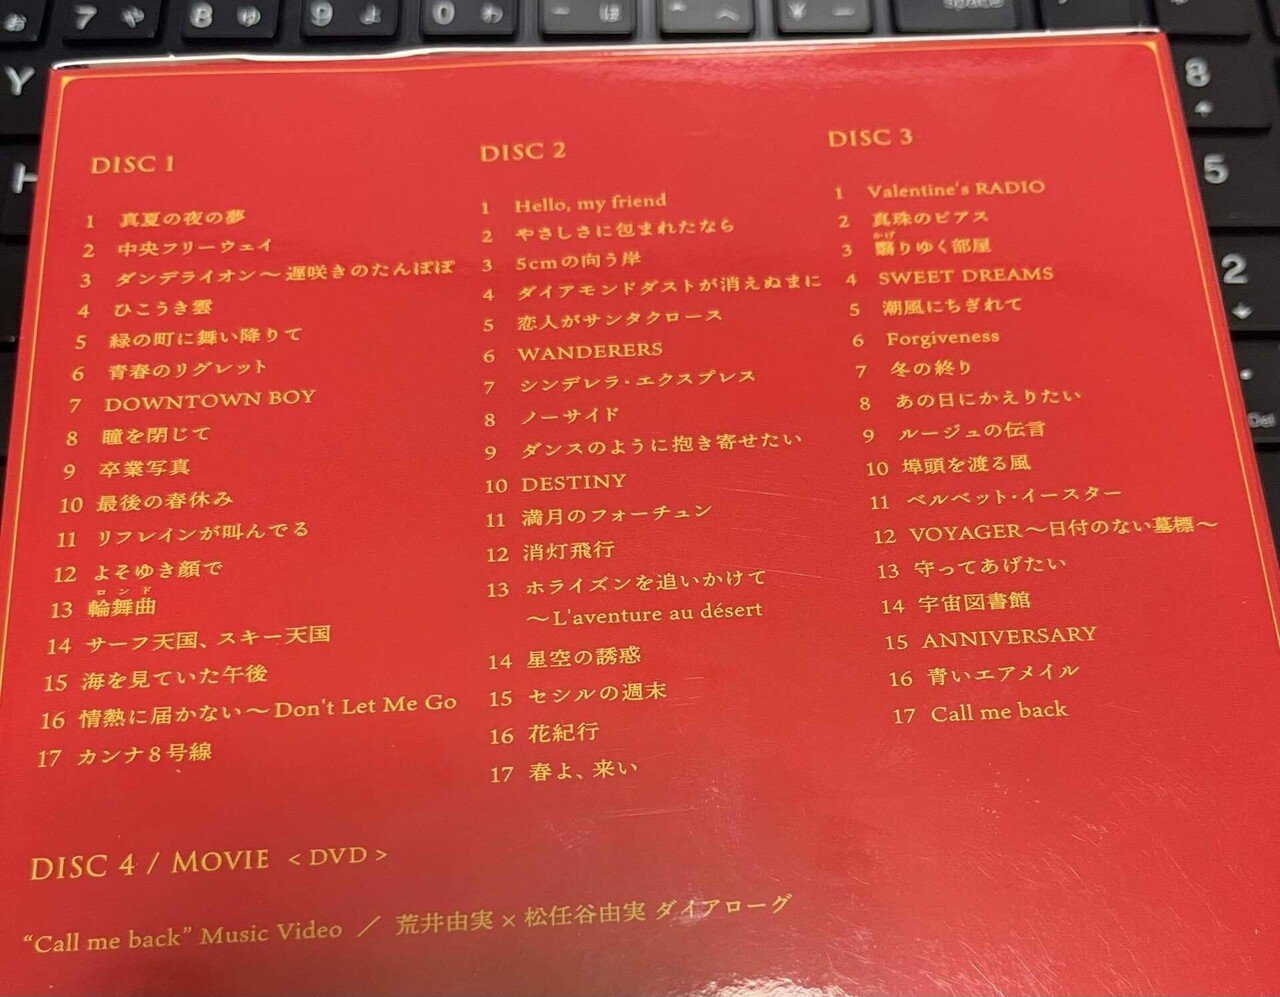 DISC 1
1 真夏の夜の夢
2 中央フリーウェイ
3 ダンデライオン〜遅咲きのたんぽぽ
4 ひこうき雲
5 緑の町に舞い降りて
6 青春のリグレット
7 DOWNTOWN BOY
8 瞳を閉じて
9 卒業写真
10 最後の春休み
11 リフレインが叫んでる
12 よそゆき顔で
ロンド
13 輪舞曲
14 サーフ天国、スキー天国
15 海を見ていた午後
16 情熱に届かない〜Don't Let Me Go
17 カンナ8号線
DISC 2
1 Hello, my friend
2 やさしさに包まれたなら
3 5cmの向う岸
4 ダイアモンドダストが消えぬまに
5 恋人がサンタクロース
6 WANDERERS
7 シンデレラ・エクスプレス
8 ノーサイド
9 ダンスのように抱き寄せたい
10 DESTINY
11 満月のフォーチュン
12 消灯飛行
13 ホライズンを追いかけて
〜L'aventure au désert
14 星空の誘惑
15 セシルの週末
16 花紀行
17 春よ、来い
DISC 3
1 Valentine's RADIO
2 真珠のピアス
かげ
3 翳りゆく部屋
4 SWEET DREAMS
5 潮風にちぎれて
6 Forgiveness
7 冬の終り
8 あの日にかえりたい
9 ルージュの伝言
10 埠頭を渡る風
11 ベルベット・イースター
12 VOYAGER〜日付のない墓標〜
13 守ってあげたい
14 宇宙図書館
15 ANNIVERSARY
16 青いエアメイル
17 Call me back
DISC 4 / MOVIE <DVD>
"Call me back" Music Video ／ 荒井由実×松任谷由実 ダイアローグ